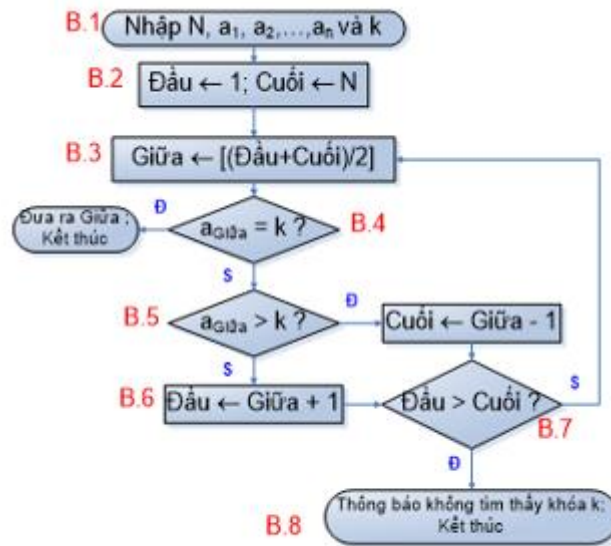 B.1
Nhập N, a1, a2,...,an và k
B.2
Đầu ← 1; Cuối ← N
B.3
Giữa ← [(Đầu+Cuối)/2]
Đ
Đưa ra Giữa ;
Kết thúc
aGiữa = k ?
B.4
S
B.5
aGiữa > k ?
Đ
Cuối ← Giữa - 1
S
B.6
Đầu ← Giữa + 1
Đầu > Cuối ?
S
B.7
Đ
Thông báo không tìm thấy khóa k;
Kết thúc
B.8